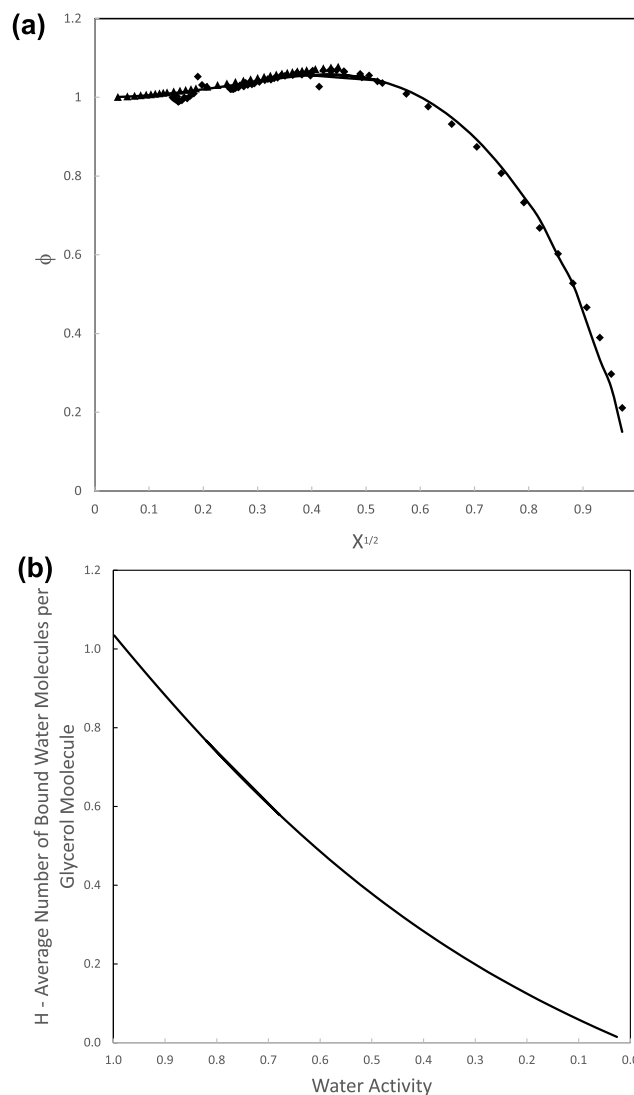 (a)
1.2
1
0.8
0.6
0.4
0.2
0
ϕ
0 0.1 0.2 0.3 0.4 0.5 0.6 0.7 0.8 0.9
X1/2
(b)
H - Average Number of Bound Water Molecules per
Glycerol Moolecule
1.2
1.0
0.8
0.6
0.4
0.2
0.0
1.0 0.9 0.8 0.7 0.6 0.5 0.4 0.3 0.2 0.1 0.0
Water Activity